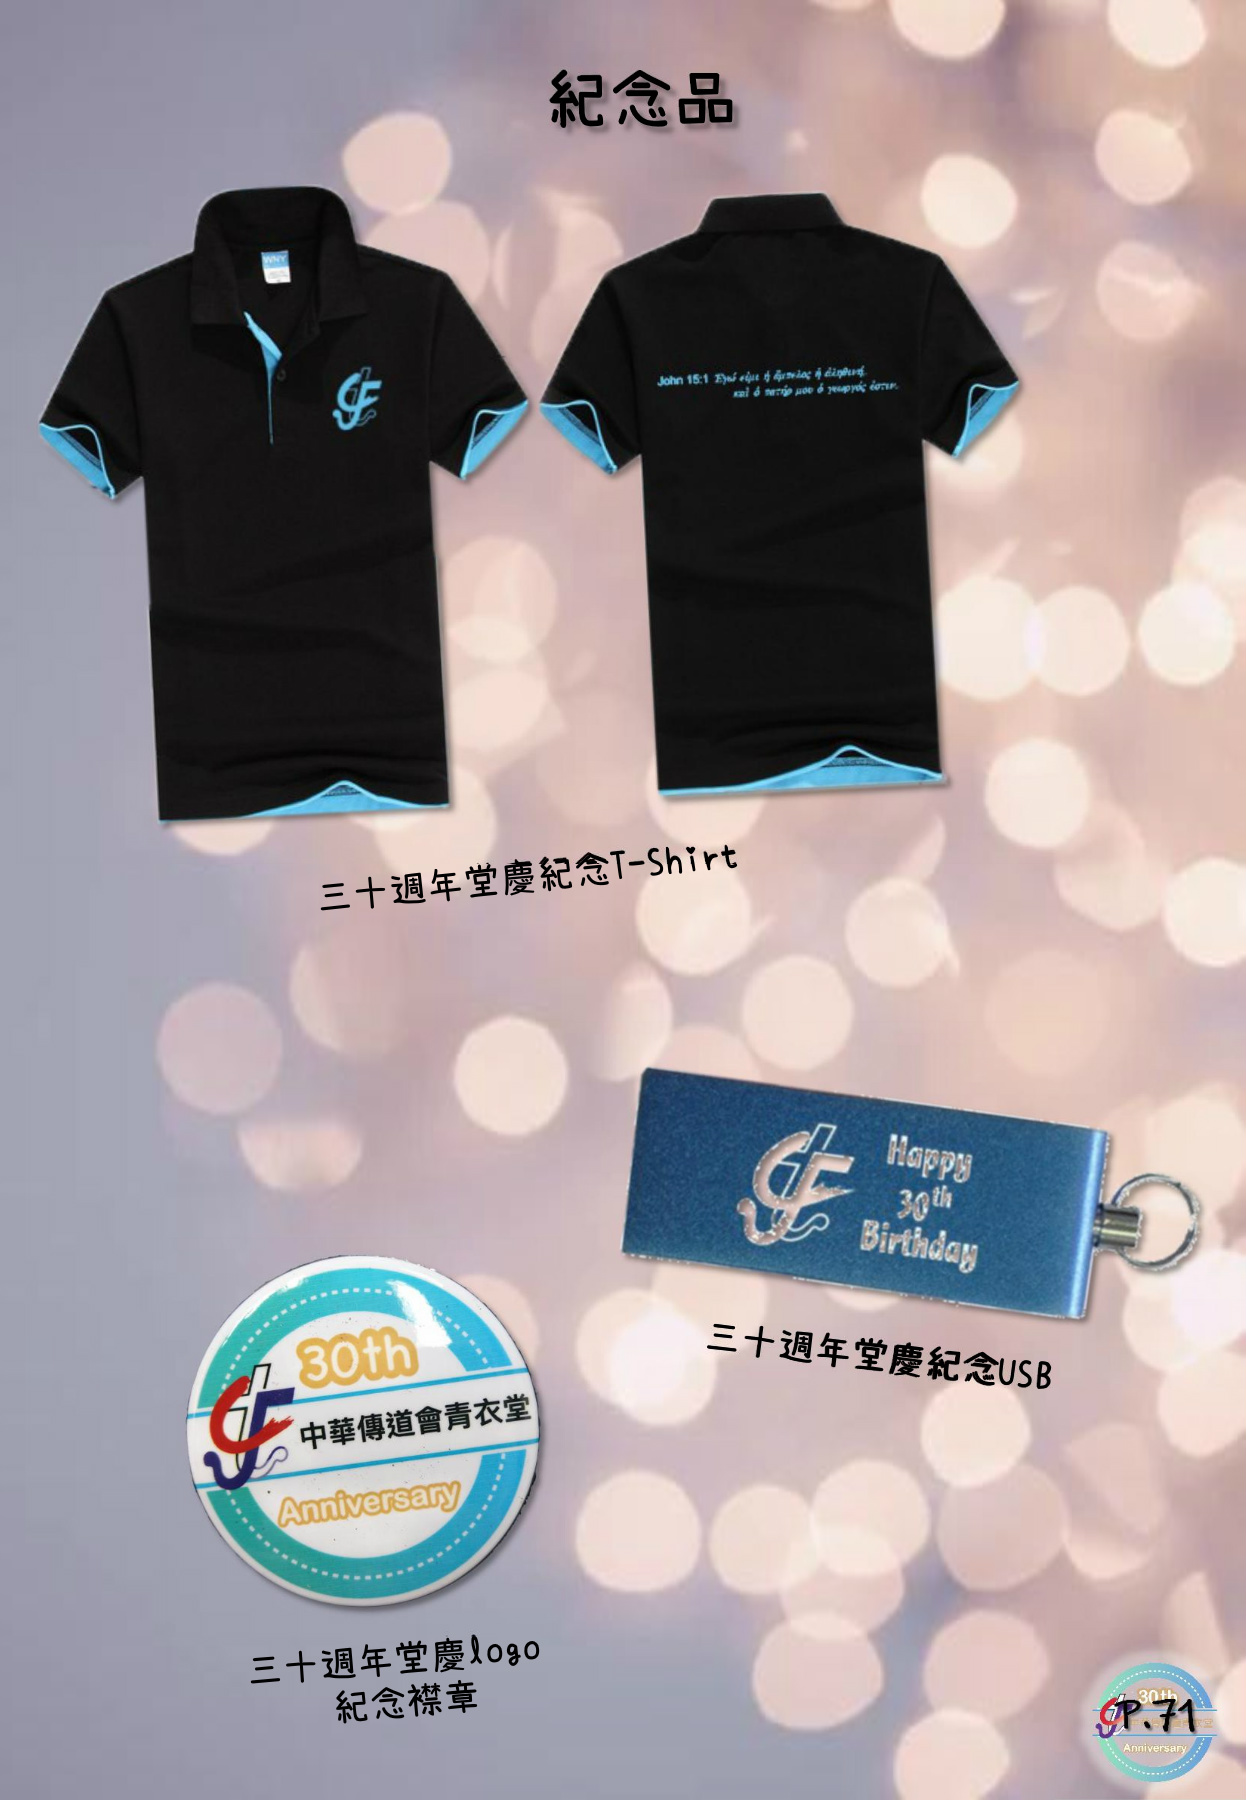 紀念品
WNY
John 15:1 Ἐγώ εἰμι ἡ ἄμπελος ἡ ἀληθινή,
καὶ ὁ πατήρ μου ὁ γεωργός ἐστιν.
三十週年堂慶紀念T-Shirt
Happy
30th
Birthday
三十週年堂慶紀念USB
30th
中華傳道會青衣堂
Anniversary
三十週年堂慶logo
紀念襟章
30th
P.71
Anniversary